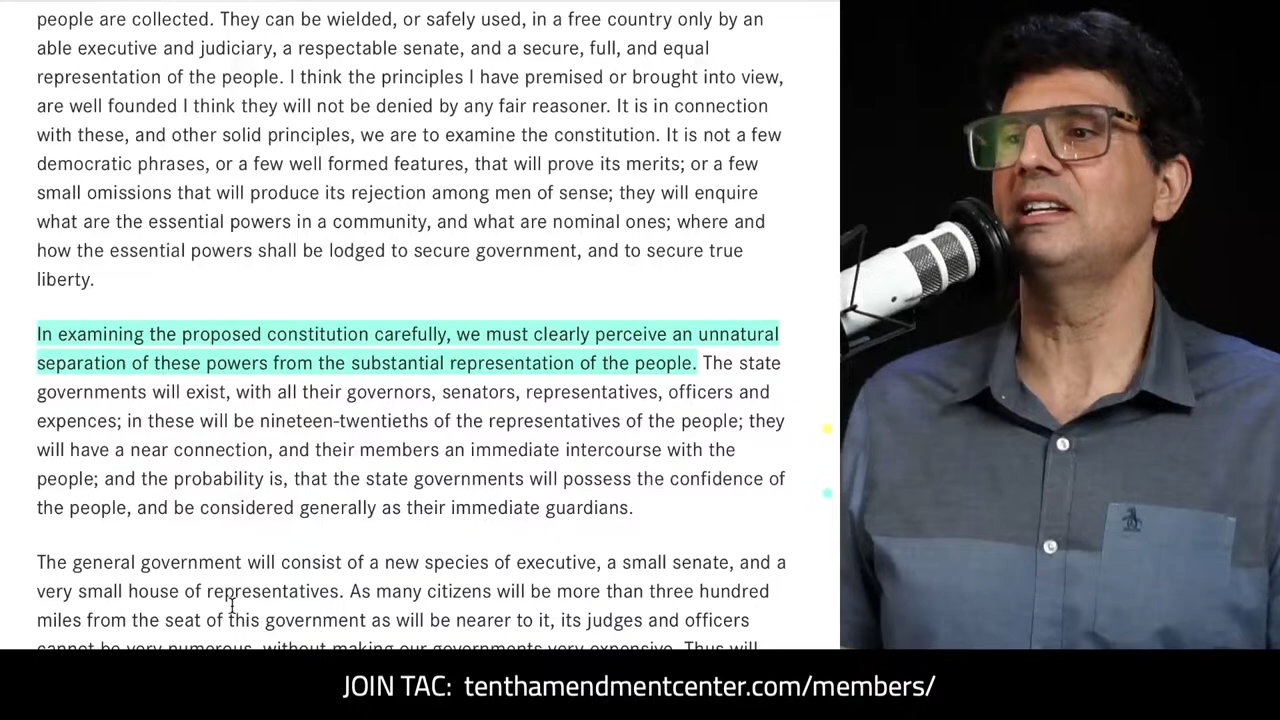 people are collected. They can be wielded, or safely used, in a free country only by an
able executive and judiciary, a respectable senate, and a secure, full, and equal
representation of the people. I think the principles I have premised or brought into view,
are well founded I think they will not be denied by any fair reasoner. It is in connection
with these, and other solid principles, we are to examine the constitution. It is not a few
democratic phrases, or a few well formed features, that will prove its merits; or a few
small omissions that will produce its rejection among men of sense; they will enquire
what are the essential powers in a community, and what are nominal ones; where and
how the essential powers shall be lodged to secure government, and to secure true
liberty.
In examining the proposed constitution carefully, we must clearly perceive an unnatural
separation of these powers from the substantial representation of the people. The state
governments will exist, with all their governors, senators, representatives, officers and
expences; in these will be nineteen-twentieths of the representatives of the people; they
will have a near connection, and their members an immediate intercourse with the
people; and the probability is, that the state governments will possess the confidence of
the people, and be considered generally as their immediate guardians.
The general government will consist of a new species of executive, a small senate, and a
very small house of representatives. As many citizens will be more than three hundred
miles from the seat of this government as will be nearer to it, its judges and officers
cannot be very numerous, without making our governments very expensive. Thus will
JOIN TAC: tenthamendmentcenter.com/members/